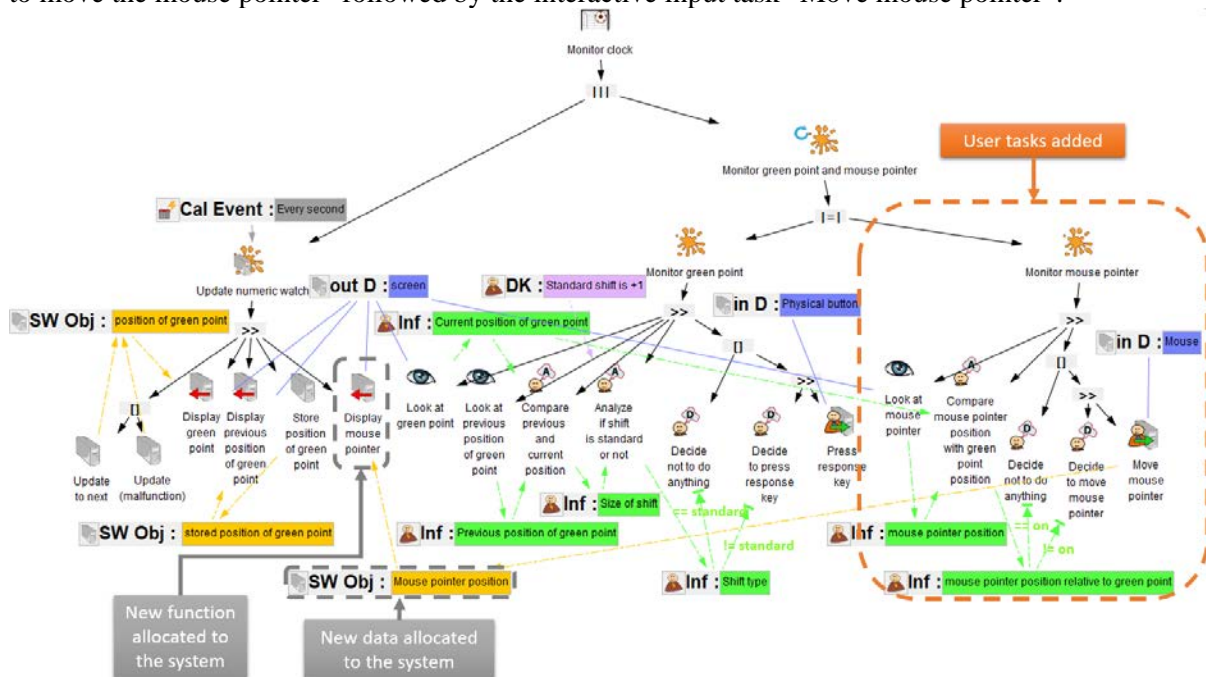 to move the mouse pointer" followed by the interactive input task "Move mouse pointer".
Monitor clock
|||
User tasks added
Monitor green point and mouse pointer
|=|
Cal Event : Every second
Update numeric watch
out D : screen
DK : Standard shift is +1
Monitor green point
Monitor mouse pointer
SW Obj : position of green point
Inf : Current position of green point
in D : Physical button
in D : Mouse
>>
>>
>>
[]
[]
[]
>>
>>
Display
green
point
Display
previous
position
of green
point
Store
position
of green
point
Display
mouse
pointer
Look at
green point
Look at
previous
position
of green
point
Compare
previous
and
current
position
Analyze
if shift
is standard
or not
Decide
not to do
anything
Decide
to press
response
key
Press
response
key
Look at
mouse
pointer
Compare
mouse pointer
position
with green
point
position
Decide
not to do
anything
Decide
to move
mouse
pointer
Move
mouse
pointer
Update
to next
Update
(malfunction)
Inf : Size of shift
== standard
!= standard
== on
!= on
SW Obj : stored position of green point
Inf : Previous position of green point
Inf : mouse pointer position
SW Obj : Mouse pointer position
Inf : Shift type
Inf : mouse pointer position relative to green point
New function
allocated to
the system
New data allocated
to the system